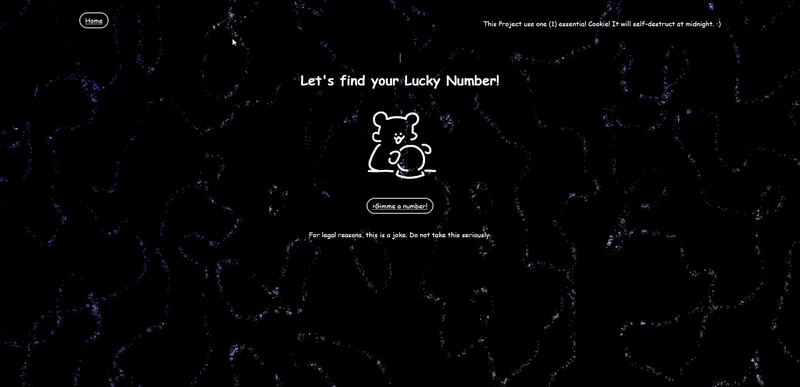 Home
This Project use one (1) essential Cookie! It will self-destruct at midnight. :)
Let's find your Lucky Number!
>Gimme a number!
For legal reasons, this is a joke. Do not take this seriously.